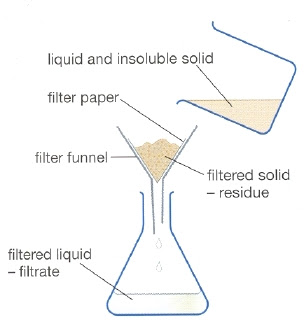 liquid and insoluble solid
filter paper
filter funnel
filtered solid
– residue
filtered liquid
– filtrate